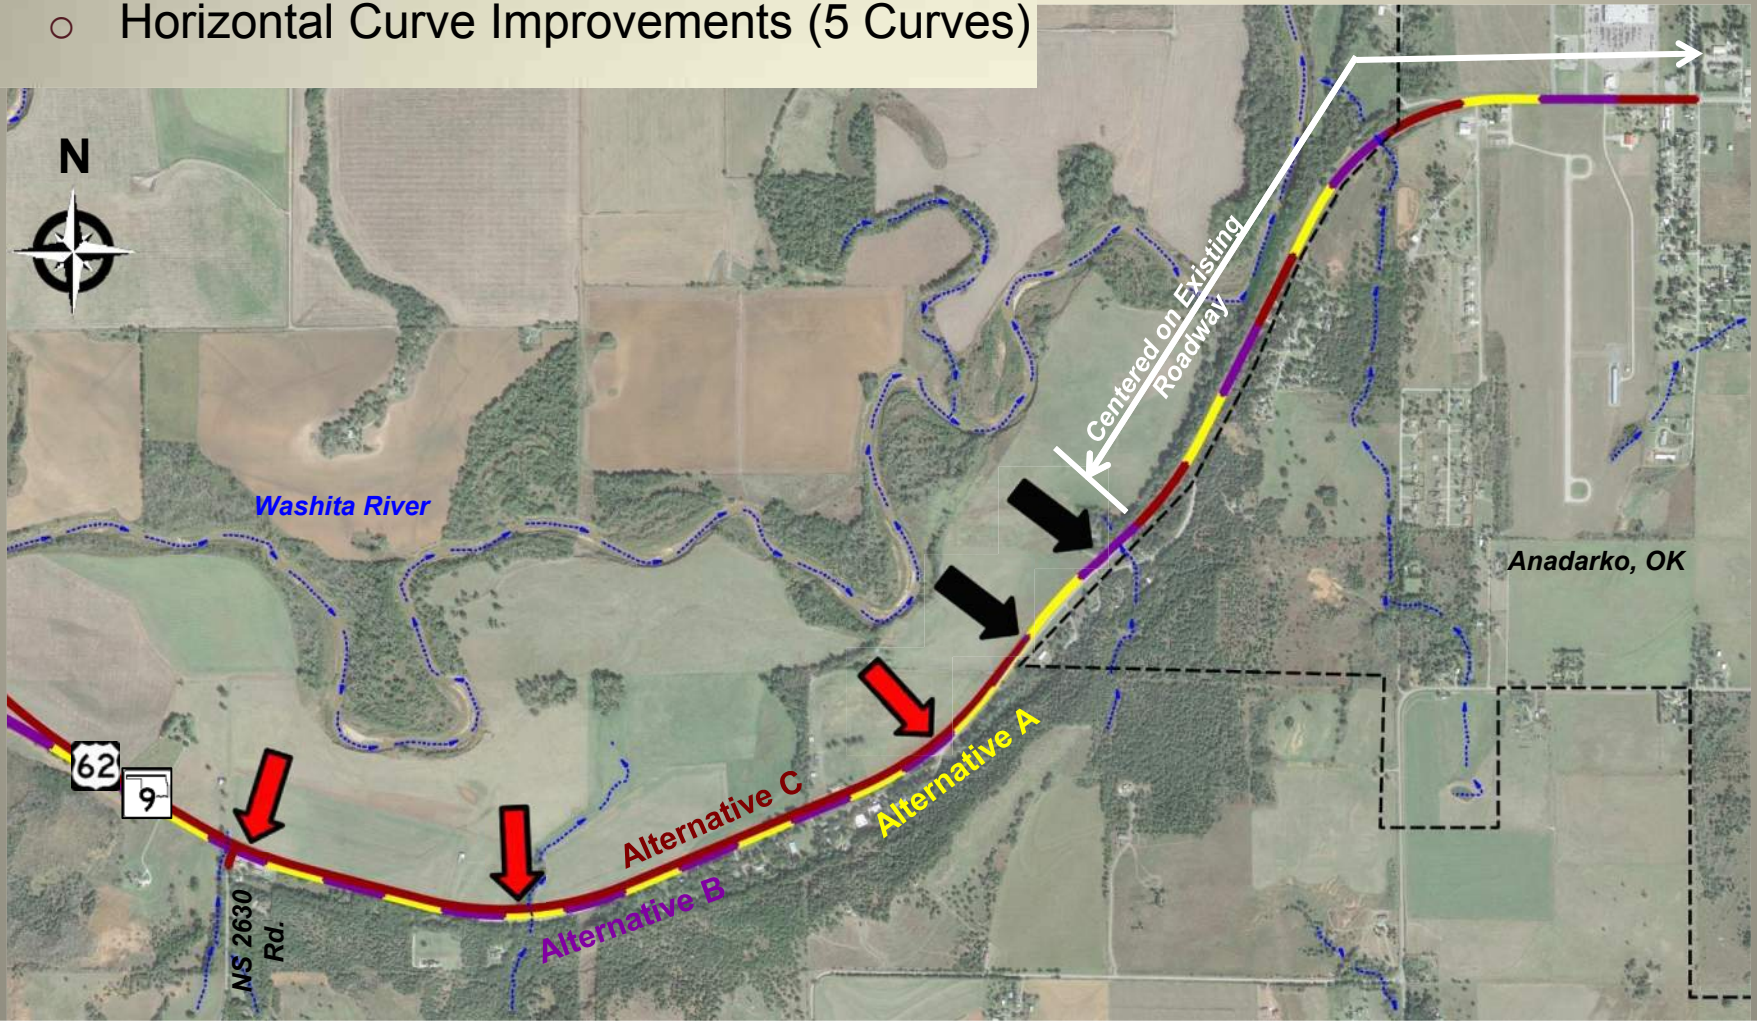 ○ Horizontal Curve Improvements (5 Curves)
N
Centered on Existing
Roadway
Washita River
Anadarko, OK
62
9
Alternative C
Alternative A
Alternative B
NS 2630
Rd.